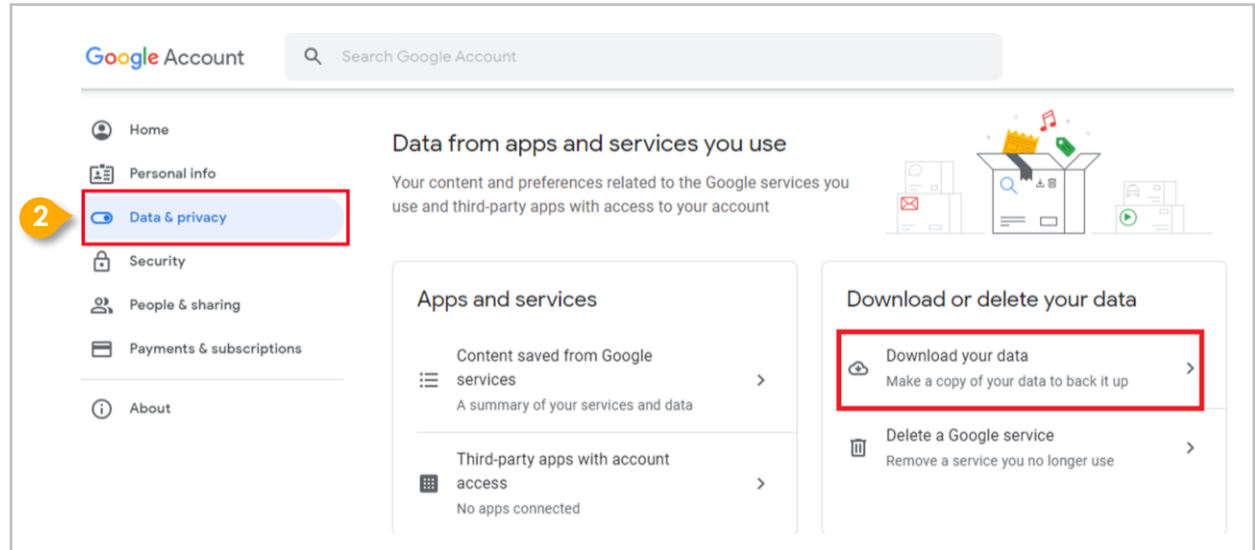 Google Account
Search Google Account
Home
Personal info
2
Data & privacy
Security
People & sharing
Payments & subscriptions
About
Data from apps and services you use
Your content and preferences related to the Google services you
use and third-party apps with access to your account
Apps and services
Content saved from Google
services
A summary of your services and data
Third-party apps with account
access
No apps connected
Download or delete your data
Download your data
Make a copy of your data to back it up
Delete a Google service
Remove a service you no longer use